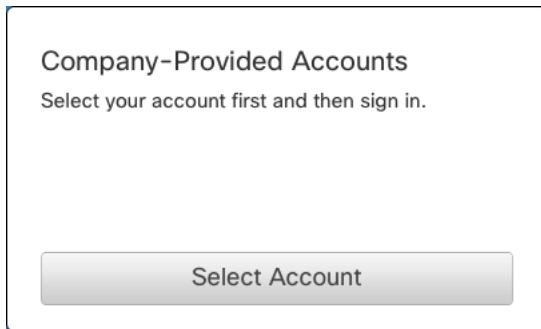 Company-Provided Accounts
Select your account first and then sign in.
Select Account